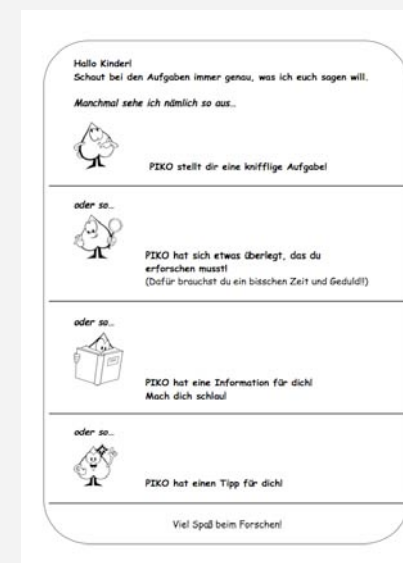 Hallo Kinder!
Schaut bei den Aufgaben immer genau, was ich euch sagen will.
Manchmal sehe ich nämlich so aus…
PIKO stellt dir eine knifflige Aufgabe!
oder so…
PIKO hat sich etwas überlegt, das du
erforschen musst!
(Dafür brauchst du ein bisschen Zeit und Geduld!!)
oder so…
PIKO hat eine Information für dich!
Mach dich schlau!
oder so…
PIKO hat einen Tipp für dich!
Viel Spaß beim Forschen!